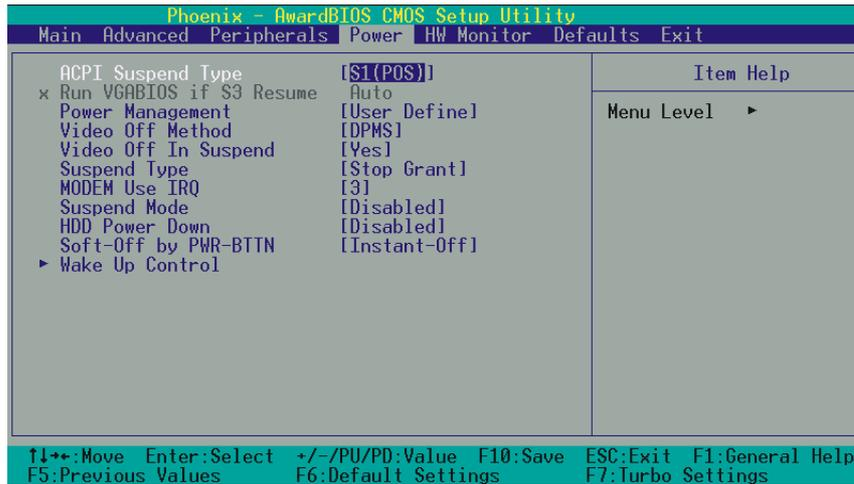 Phoenix - AwardBIOS CMOS Setup Utility
Main Advanced Peripherals Power HW Monitor Defaults Exit
ACPI Suspend Type [S1(POS)]
x Run VGABIOS if S3 Resume Auto
Power Management [User Define]
Video Off Method [DPMS]
Video Off In Suspend [Yes]
Suspend Type [Stop Grant]
MODEM Use IRQ [3]
Suspend Mode [Disabled]
HDD Power Down [Disabled]
Soft-Off by PWR-BTTN [Instant-Off]
► Wake Up Control
Item Help
Menu Level ►
↑↓→←:Move Enter:Select +/-/PU/PD:Value F10:Save ESC:Exit F1:General Help
F5:Previous Values F6:Default Settings F7:Turbo Settings